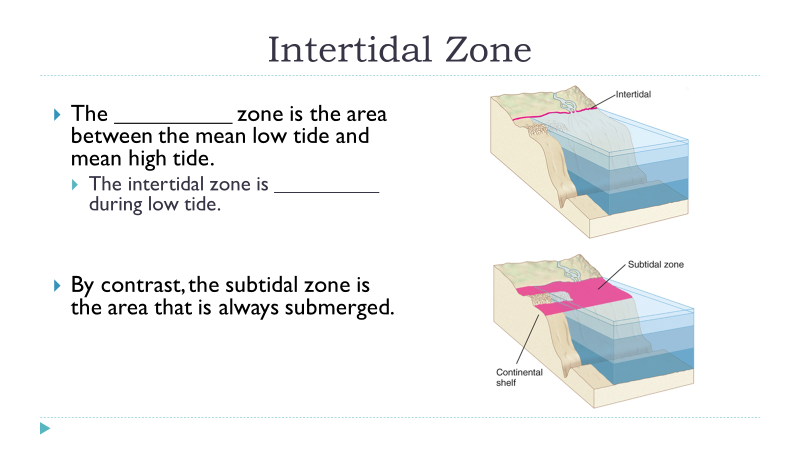 Intertidal Zone
The __________ zone is the area
between the mean low tide and
mean high tide.
The intertidal zone is __________
during low tide.
By contrast, the subtidal zone is
the area that is always submerged.
Intertidal
Subtidal zone
Continental
shelf